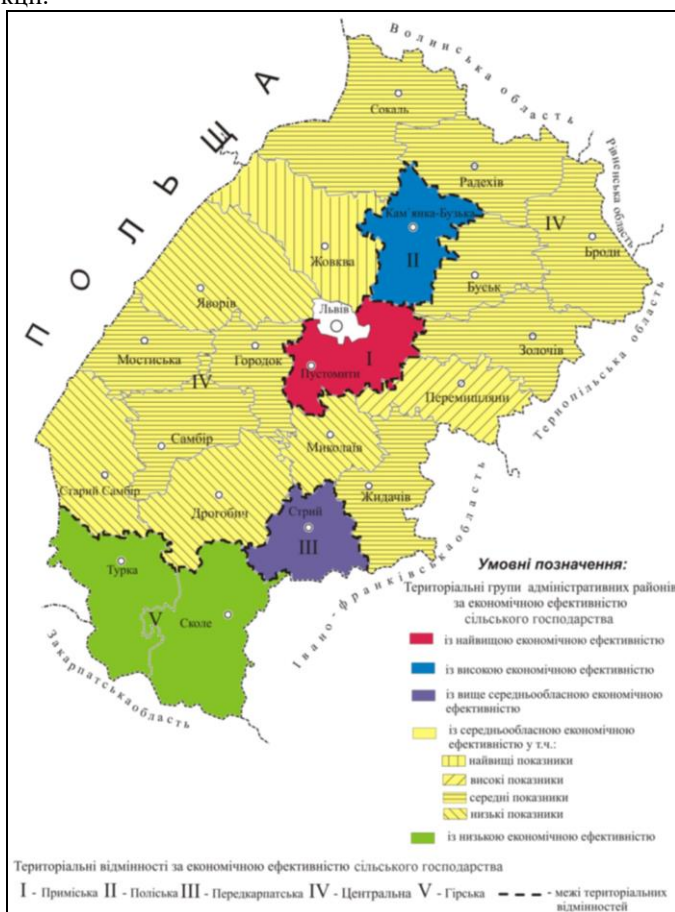 кції.
Волинська область
Сокаль
ПОЛЬЩА
Рівненська область
Радехів
Кам'янка-Бузька
IV
Броди
Жовква
II
Буськ
Яворів
Львів
Золочів
Мостиська
Городок
I
Пустомити
IV
Перемишляни
Тернопільська область
Самбір
Миколаїв
Старий Самбір
Жидачів
Дрогобич
Стрий
III
Івано-франківська область
Турка
V
Сколе
Закарпатська область
Умовні позначення:
Територіальні групи адміністративних районів
за економічною ефективністю
сільського господарства
із найвищою економічною ефективністю
із високою економічною ефективністю
із вище середньообласною економічною
ефективністю
із середньообласною економічною
ефективністю у т.ч.:
найвищі показники
високі показники
середні показники
низькі показники
із низькою економічною ефективністю
Територіальні відмінності за економічною ефективністю сільського господарства
I - Приміська II - Поліська III - Передкарпатська IV - Центральна V - Гірська - межі територіальних
відмінностей